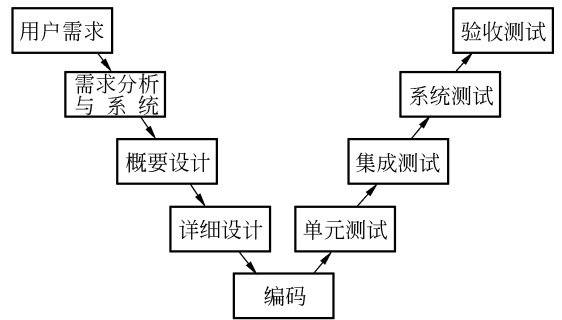 用户需求
验收测试
需求分析
与系统
系统测试
概要设计
集成测试
详细设计
单元测试
编码